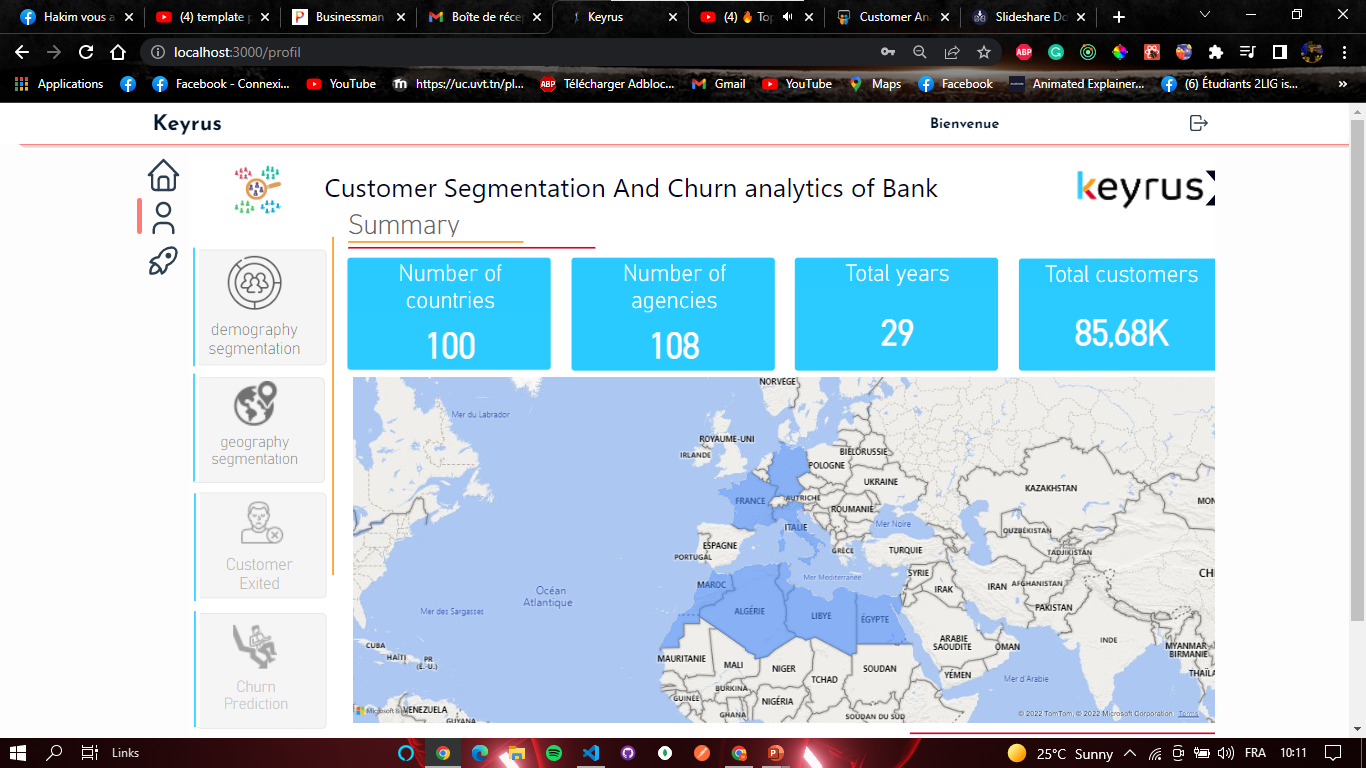 Hakim vous a
(4) template p
Businessman
Boîte de récep
Keyrus
(4) 🔥 Top
Customer Ana
Slideshare Do
localhost:3000/profil
Applications
Facebook - Connexi...
YouTube
https://uc.uvt.tn/pl...
Télécharger Adbloc...
Gmail
YouTube
Maps
Facebook
Animated Explainer...
(6) Étudiants 2LIG is...
»
Keyrus
Bienvenue
Customer Segmentation And Churn analytics of Bank
keyrus
Summary
demography
segmentation
geography
segmentation
Customer
Exited
Churn
Prediction
Number of
countries
100
Number of
agencies
108
Total years
29
Total customers
85,68K
NORVÈGE
Mer du Labrador
ROYAUME-UNI
IRLANDE
BIÉLORUSSIE
POLOGNE
UKRAINE
KAZAKHSTAN
MON
FRANCE
AUTRICHE
ROUMANIE
ITALIE
Mer Noire
OUZBÉKISTAN
ESPAGNE
PORTUGAL
GRÈCE
TURQUIE
TADJIKISTAN
Mer Méditerranée
SYRIE
IRAK
IRAN
AFGHANISTAN
CHI
MAROC
Océan
Atlantique
Mer des Sargasses
ALGÉRIE
LIBYE
ÉGYPTE
PAKISTAN
ARABIE
SAOUDITE
OMAN
INDE
MYANMAR
BIRMANIE
CUBA
HAÏTI
PR
(É. U.)
MAURITANIE
MALI
NIGER
TCHAD
SOUDAN
YÉMEN
Mer d'Arabie
THAÏLA
BURKINA
GUINÉE
GHANA
NIGÉRIA
SOUDAN DU SUD
VENEZUELA
GUYANA
© 2022 TomTom, © 2022 Microsoft Corporation Terms
Links
25°C Sunny
FRA
10:11